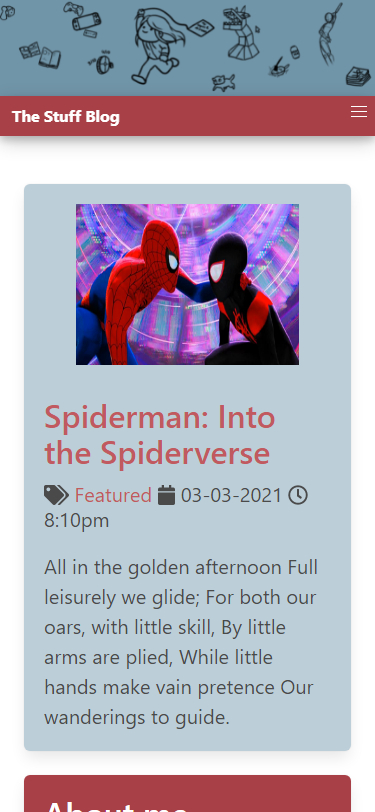 The Stuff Blog
Spiderman: Into
the Spiderverse
Featured 03-03-2021
8:10pm
All in the golden afternoon Full
leisurely we glide; For both our
oars, with little skill, By little
arms are plied, While little
hands make vain pretence Our
wanderings to guide.
About me